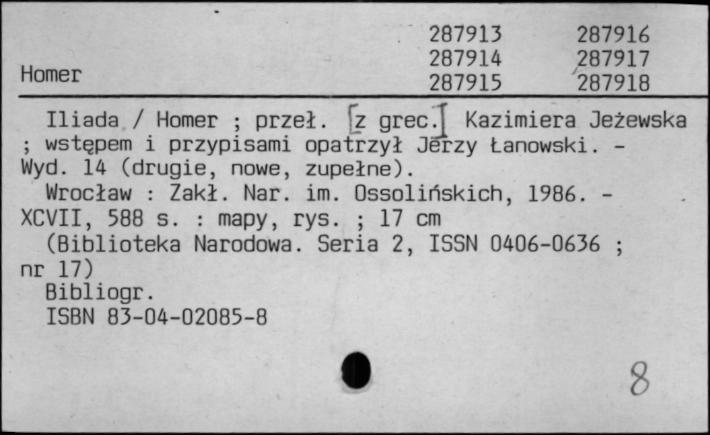 287913 287916
287914 287917
Homer 287915 287918
Iliada / Homer ; przeł. [z grec.] Kazimiera Jeżewska
; wstępem i przypisami opatrzył Jerzy Łanowski. -
Wyd. 14 (drugie, nowe, zupełne).
Wrocław : Zakł. Nar. im. Ossolińskich, 1986. -
XCVII, 588 s. : mapy, rys. ; 17 cm
(Biblioteka Narodowa. Seria 2, ISSN 0406-0636 ;
nr 17)
Bibliogr.
ISBN 83-04-02085-8
8